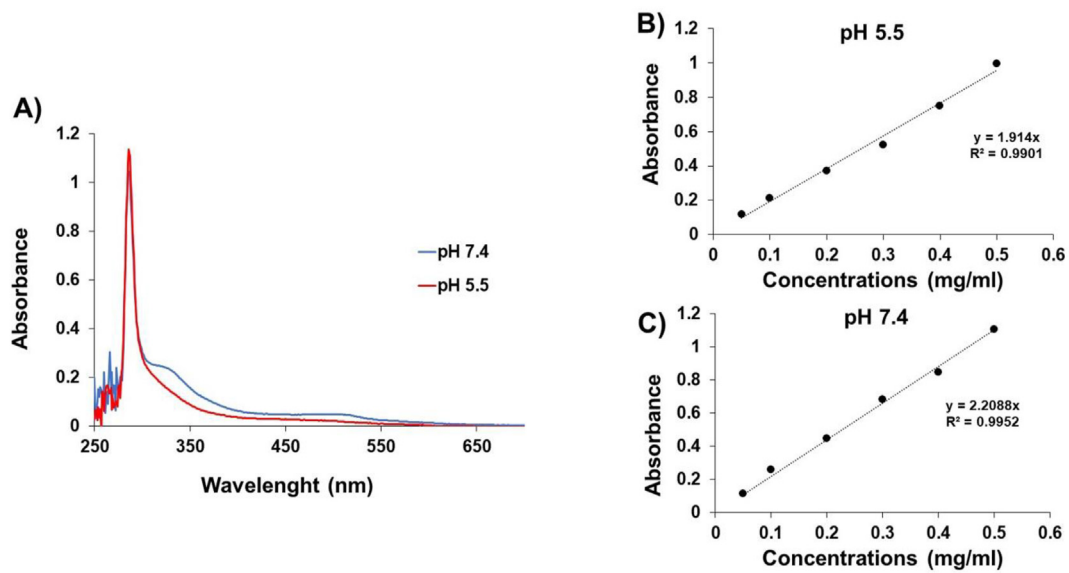 A)
1.2
1
0.8
0.6
0.4
0.2
0
250
350
450
550
650
Absorbance
Wavelenght (nm)
pH 7.4
pH 5.5
B)
pH 5.5
1
0.8
0.6
0.4
0.2
0
0
0.1
0.2
0.3
0.4
0.5
0.6
Absorbance
Concentrations (mg/ml)
y = 1.914x
R² = 0.9901
C)
pH 7.4
1
0.8
0.6
0.4
0.2
0
0
0.1
0.2
0.3
0.4
0.5
0.6
Absorbance
Concentrations (mg/ml)
y = 2.2088x
R² = 0.9952